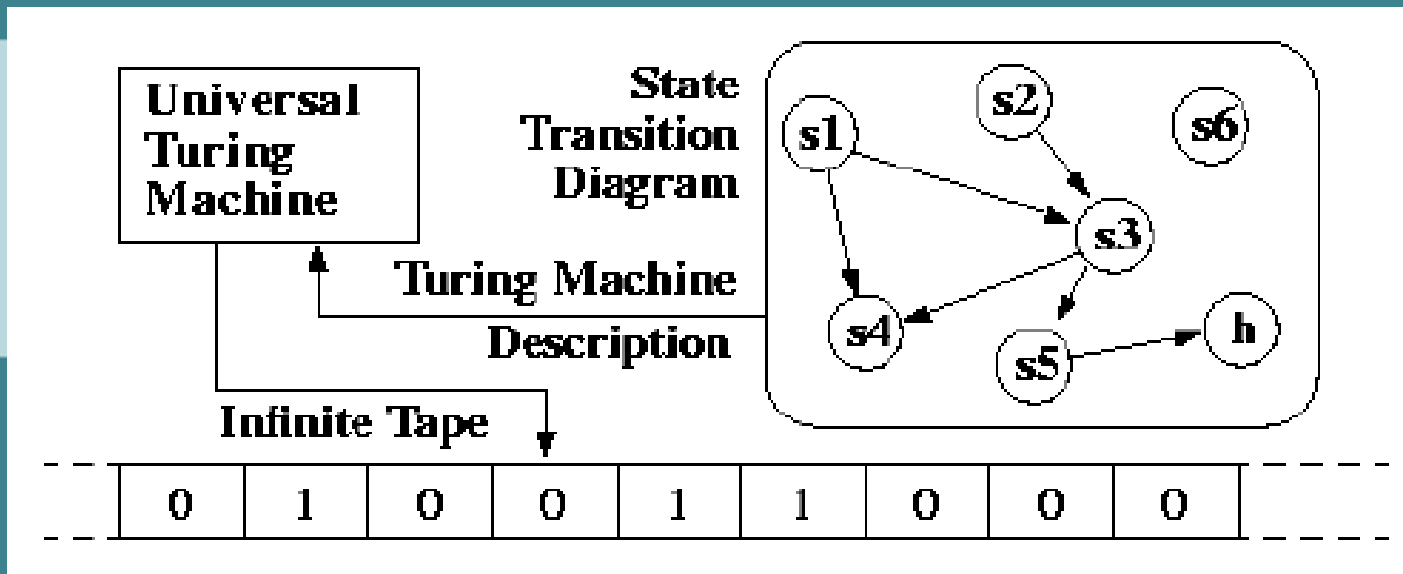 Universal
Turing
Machine
State
Transition
Diagram
s1
s2
s6
s3
s4
s5
h
Turing Machine
Description
Infinite Tape
0 1 0 0 1 1 0 0 0